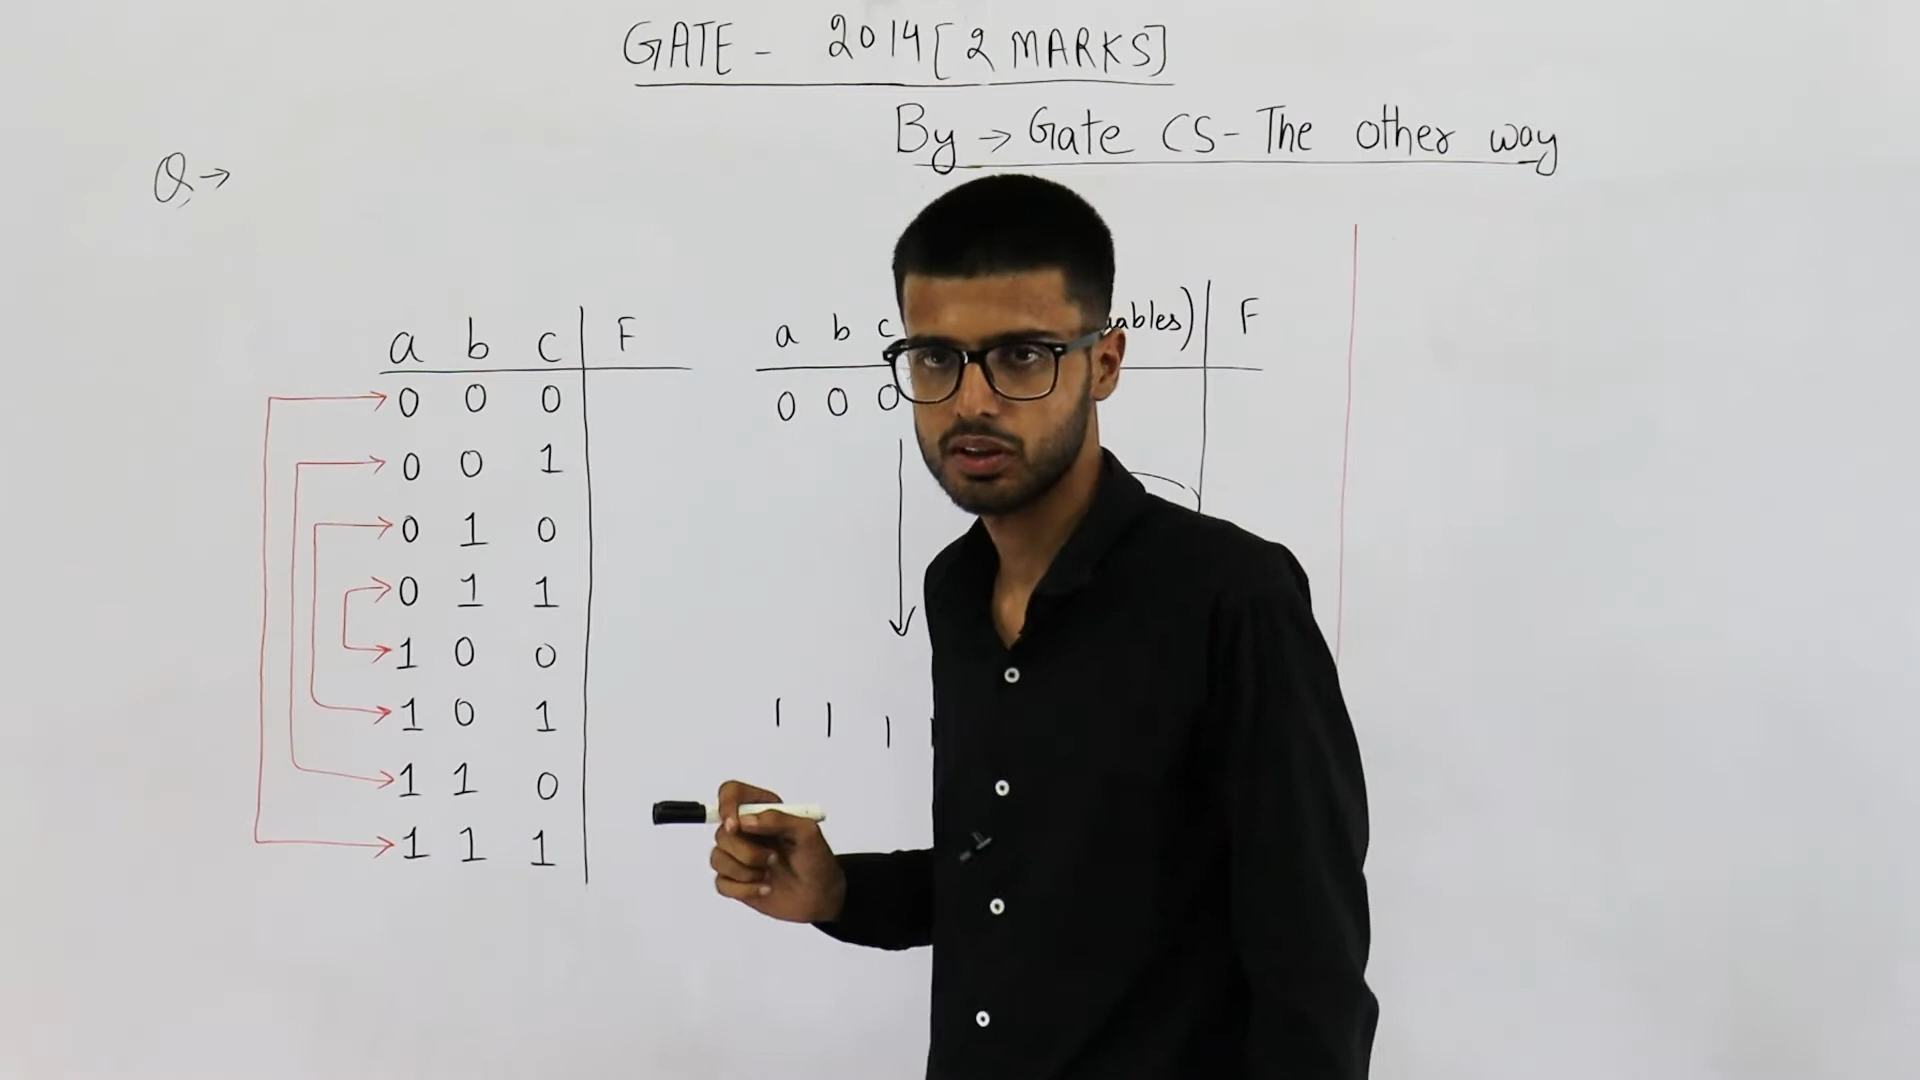 GATE - 2014 [2 MARKS]
By → Gate CS - The other way
Q →
a b c F
0 0 0
0 0 1
0 1 0
0 1 1
1 0 0
1 0 1
1 1 0
1 1 1
a b c ) F
0 0 0
1 1 1